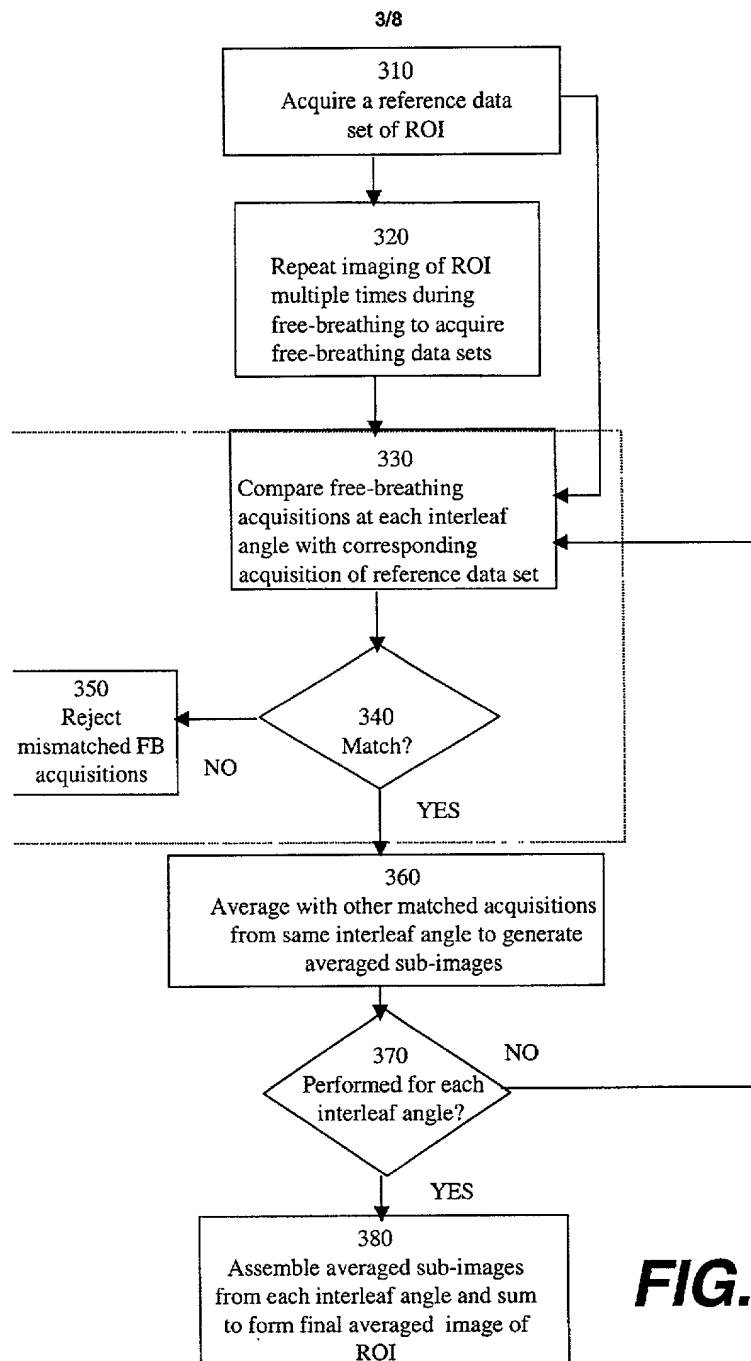 3/8
310
Acquire a reference data
set of ROI
320
Repeat imaging of ROI
multiple times during
free-breathing to acquire
free-breathing data sets
330
Compare free-breathing
acquisitions at each interleaf
angle with corresponding
acquisition of reference data set
340
Match?
350
Reject
mismatched FB
acquisitions
NO
YES
360
Average with other matched acquisitions
from same interleaf angle to generate
averaged sub-images
370
Performed for each
interleaf angle?
NO
YES
380
Assemble averaged sub-images
from each interleaf angle and sum
to form final averaged image of
ROI
FIG.